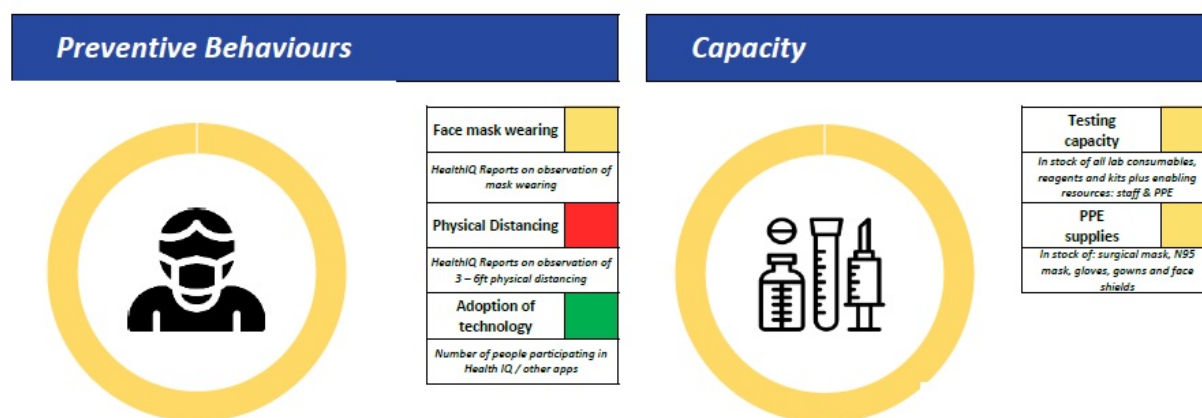 Preventive Behaviours
Face mask wearing
HealthIQ Reports on observation of
mask wearing
Physical Distancing
HealthIQ Reports on observation of
3 – 6ft physical distancing
Adoption of
technology
Number of people participating in
Health IQ / other apps
Capacity
Testing
capacity
In stock of all lab consumables,
reagents and kits plus enabling
resources: staff & PPE
PPE
supplies
In stock of: surgical mask, N95
mask, gloves, gowns and face
shields